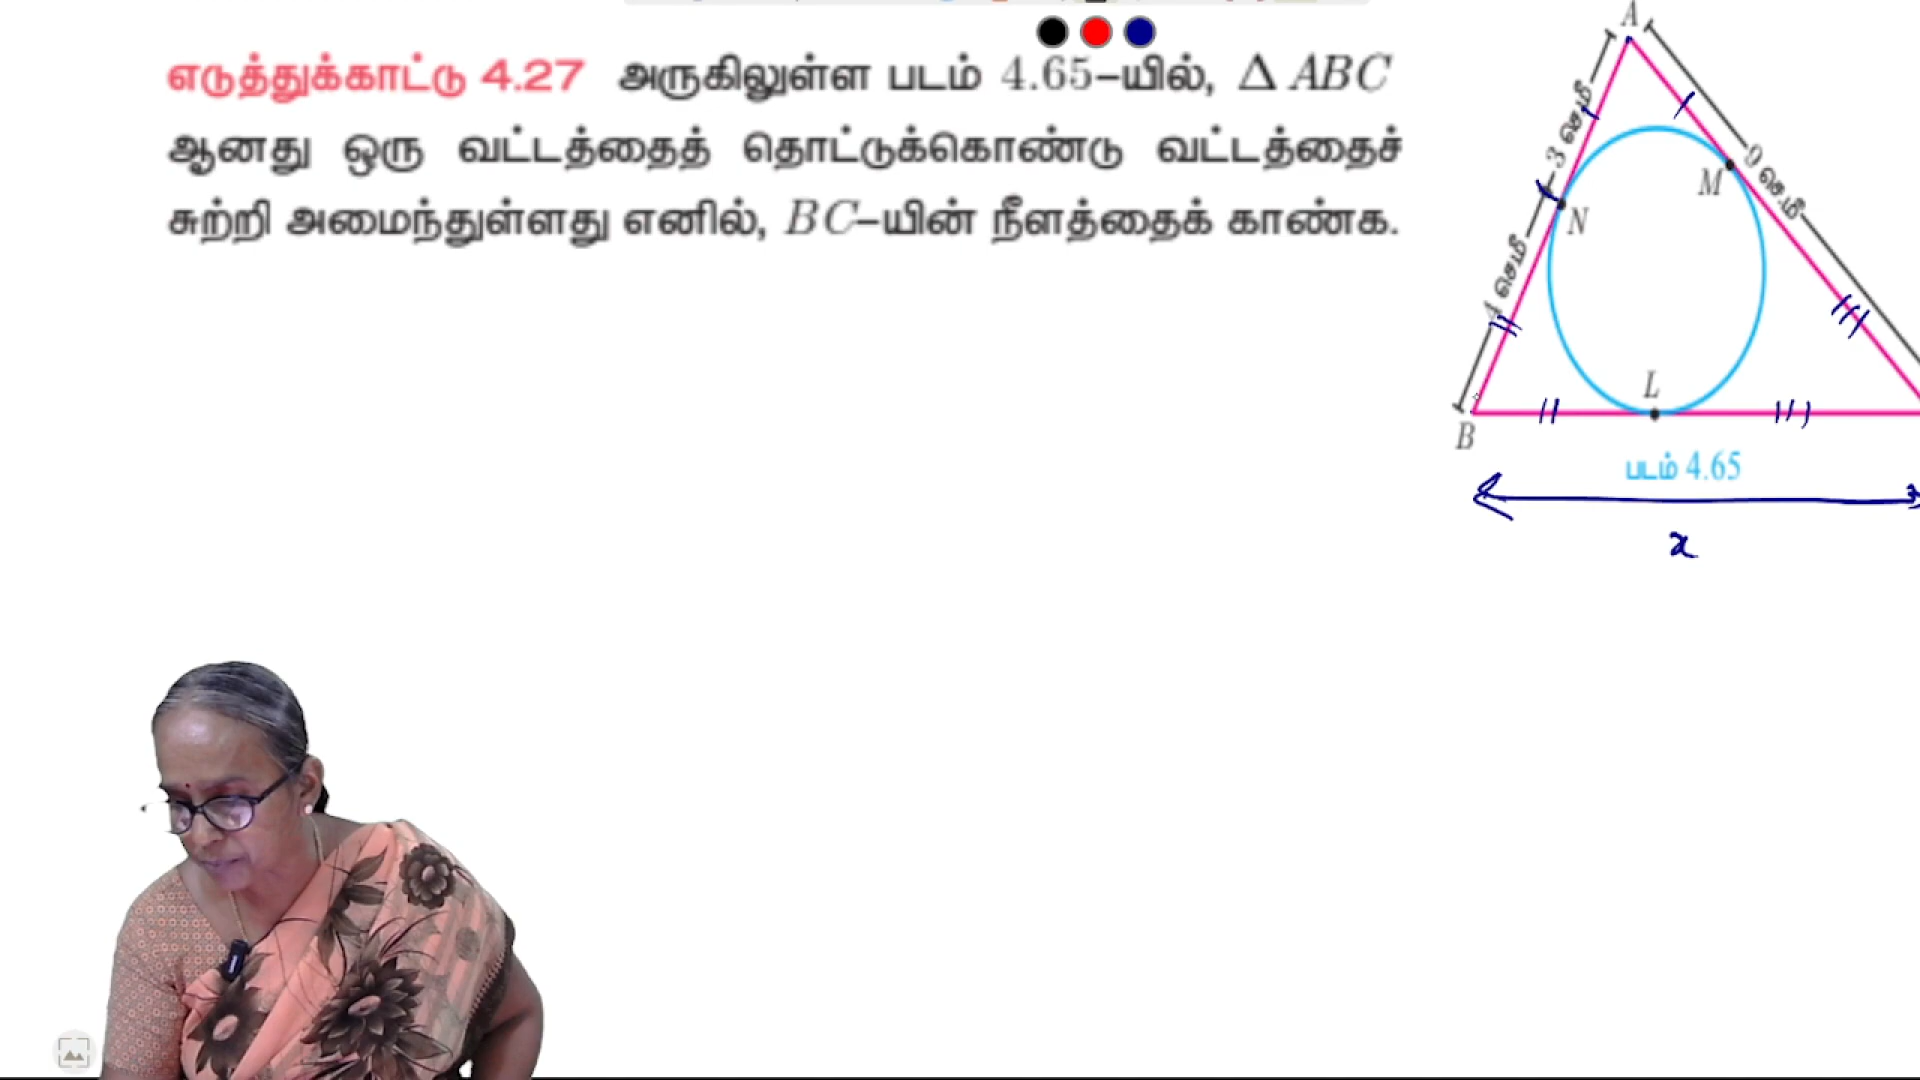 எடுத்துக்காட்டு 4.27 அருகிலுள்ள படம் 4.65–யில், Δ ABC
ஆனது ஒரு வட்டத்தைத் தொட்டுக்கொண்டு வட்டத்தைச்
சுற்றி அமைந்துள்ளது எனில், BC–யின் நீளத்தைக் காண்க.
A
3 செமீ
9 செ.மீ
M
N
4 செமீ
L
B
படம் 4.65
x